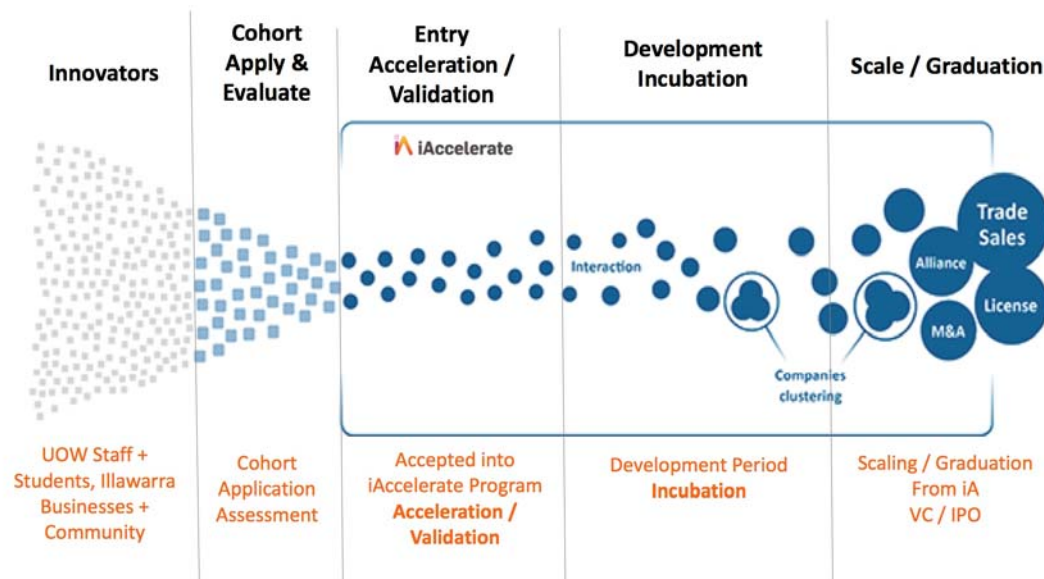 Innovators
Cohort
Apply &
Evaluate
Entry
Acceleration /
Validation
Development
Incubation
Scale / Graduation
iAccelerate
Interaction
Companies
clustering
Alliance
Trade
Sales
License
M&A
UOW Staff +
Students, Illawarra
Businesses +
Community
Cohort
Application
Assessment
Accepted into
iAccelerate Program
Acceleration /
Validation
Development Period
Incubation
Scaling / Graduation
From iA
VC / IPO